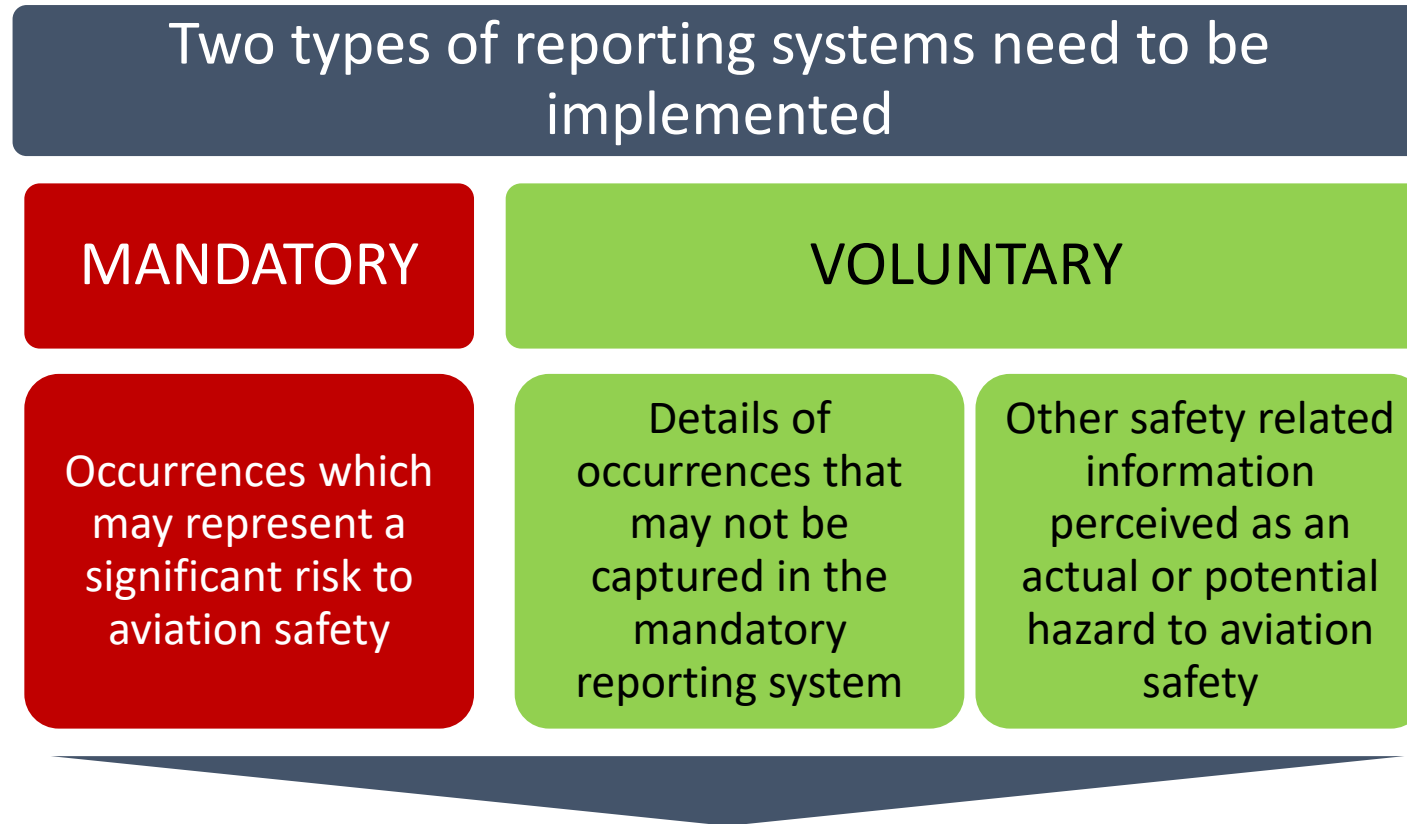 Two types of reporting systems need to be
implemented
MANDATORY
VOLUNTARY
Occurrences which
may represent a
significant risk to
aviation safety
Details of
occurrences that
may not be
captured in the
mandatory
reporting system
Other safety related
information
perceived as an
actual or potential
hazard to aviation
safety